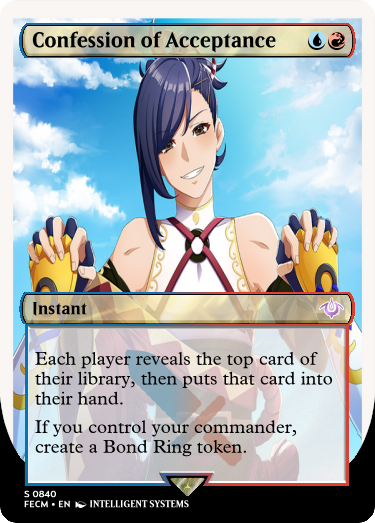 Confession of Acceptance
Instant
Each player reveals the top card of
their library, then puts that card into
their hand.
If you control your commander,
create a Bond Ring token.
S 0840
FECM • EN INTELLIGENT SYSTEMS